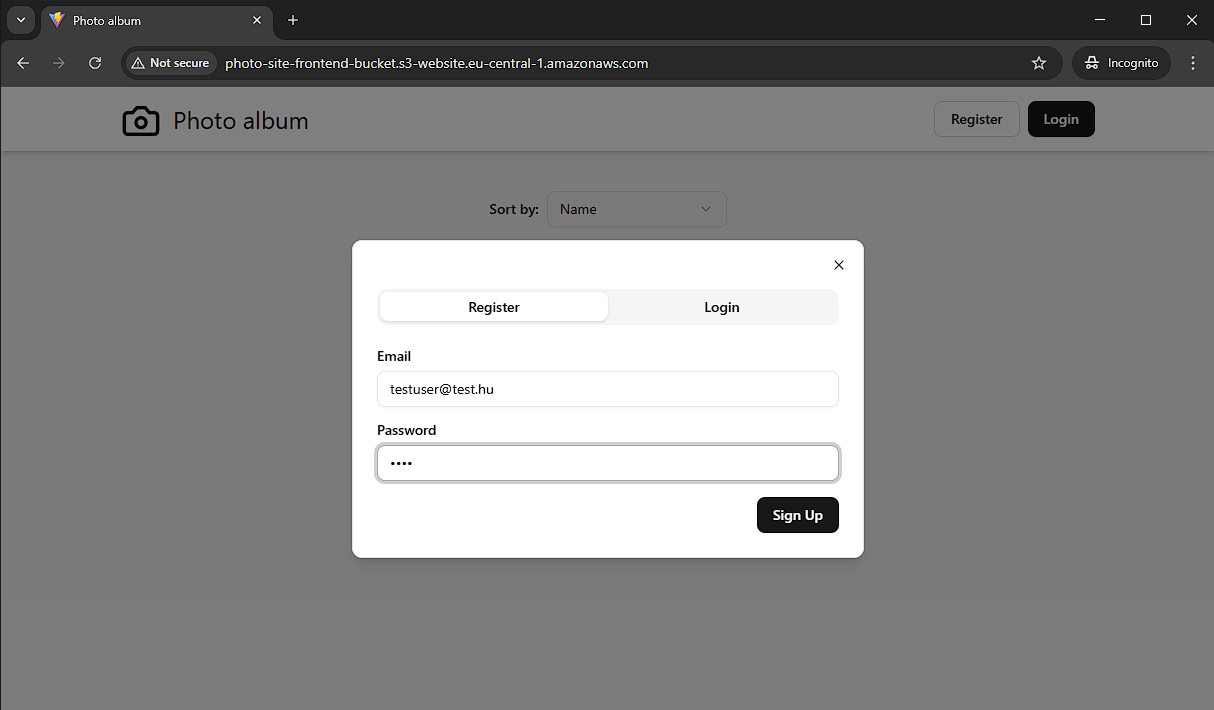 Photo album
Not secure photo-site-frontend-bucket.s3-website.eu-central-1.amazonaws.com Incognito
Photo album Register Login
Sort by: Name
Register Login
Email
testuser@test.hu
Password
••••
Sign Up